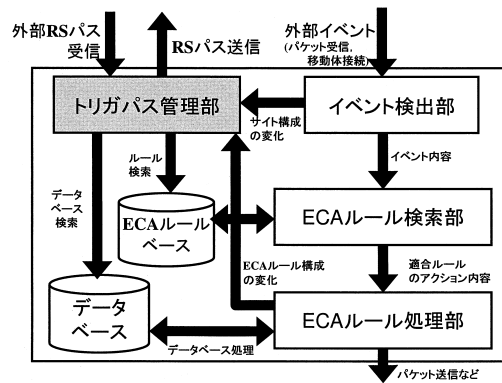 外部RSパス
受信
RSパス送信
外部イベント
(パケット受信,
移動体接続)
トリガパス管理部
サイト構成
の変化
イベント検出部
ルール
検索
イベント内容
データ
ベース
検索
ECAルール
ベース
ECAルール検索部
ECAルール構成
の変化
適合ルール
のアクション内容
データ
ベース
ECAルール処理部
データベース処理
パケット送信など